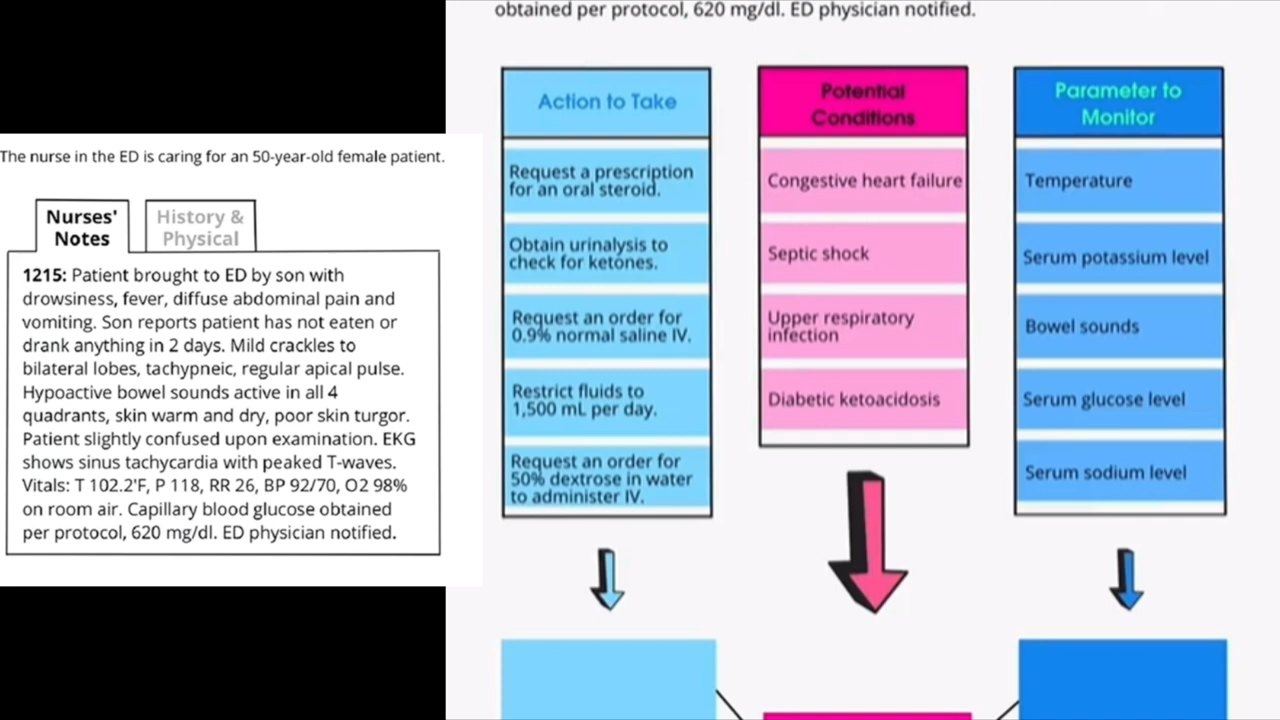 obtained per protocol, 620 mg/dl. ED physician notified.
The nurse in the ED is caring for an 50-year-old female patient.
Nurses'
Notes
History &
Physical
1215: Patient brought to ED by son with
drowsiness, fever, diffuse abdominal pain and
vomiting. Son reports patient has not eaten or
drank anything in 2 days. Mild crackles to
bilateral lobes, tachypneic, regular apical pulse.
Hypoactive bowel sounds active in all 4
quadrants, skin warm and dry, poor skin turgor.
Patient slightly confused upon examination. EKG
shows sinus tachycardia with peaked T-waves.
Vitals: T 102.2'F, P 118, RR 26, BP 92/70, O2 98%
on room air. Capillary blood glucose obtained
per protocol, 620 mg/dl. ED physician notified.
Action to Take
Request a prescription
for an oral steroid.
Obtain urinalysis to
check for ketones.
Request an order for
0.9% normal saline IV.
Restrict fluids to
1,500 mL per day.
Request an order for
50% dextrose in water
to administer IV.
Potential
Conditions
Congestive heart failure
Septic shock
Upper respiratory
infection
Diabetic ketoacidosis
Parameter to
Monitor
Temperature
Serum potassium level
Bowel sounds
Serum glucose level
Serum sodium level